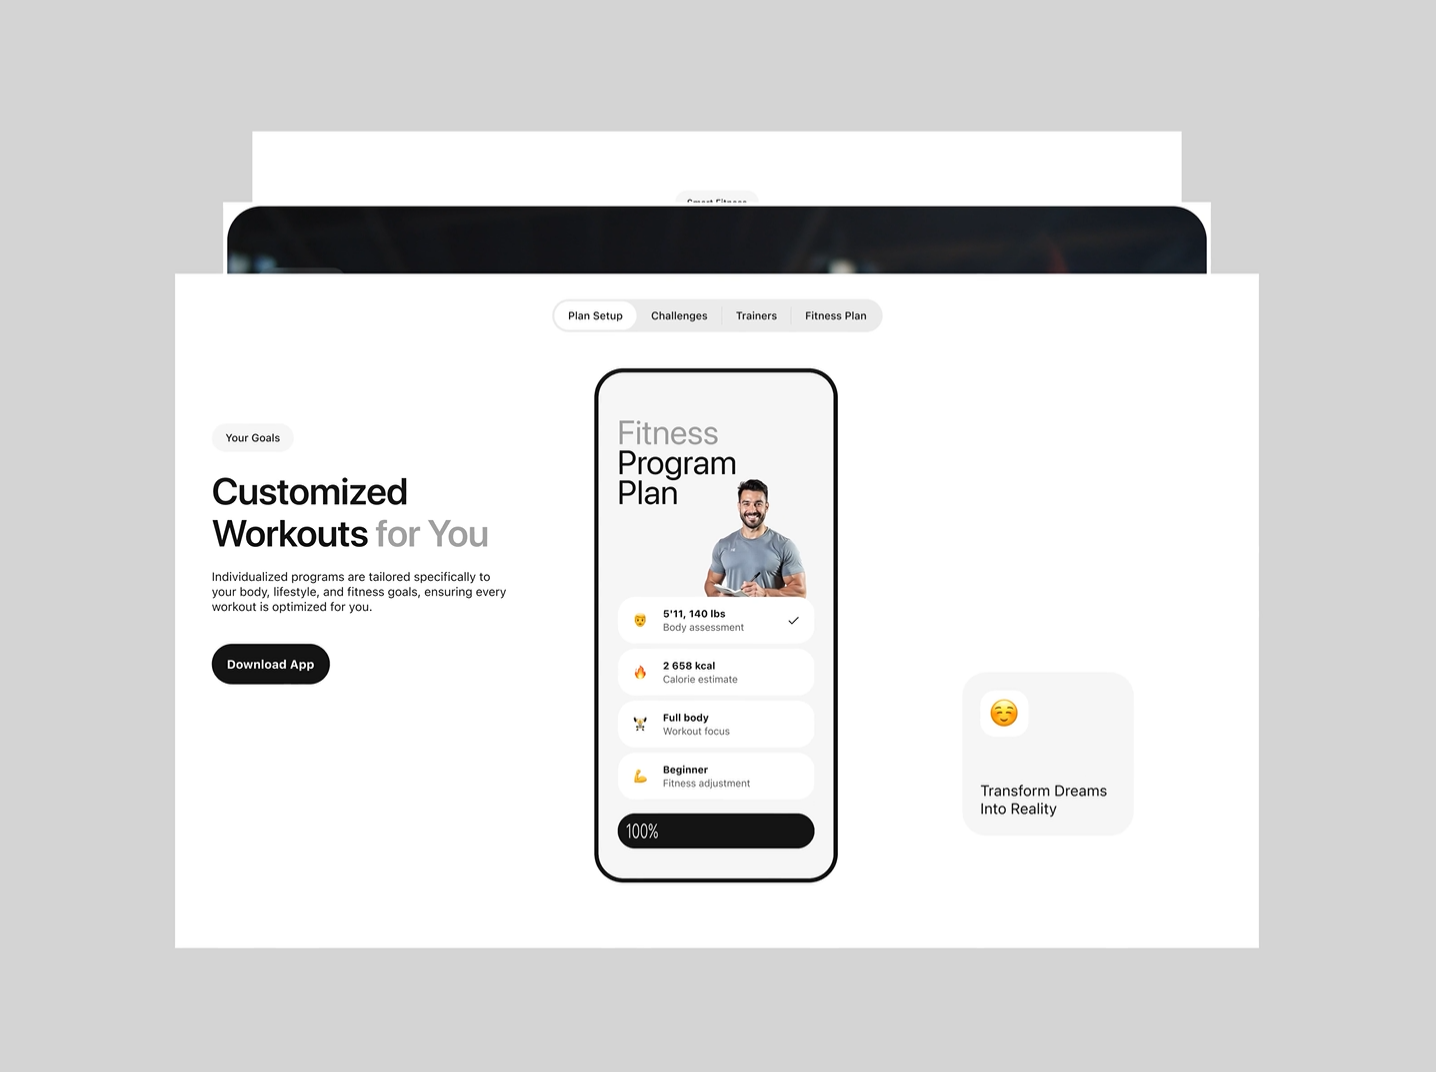 Smart Fitness
Plan Setup
Challenges
Trainers
Fitness Plan
Your Goals
Customized
Workouts for You
Individualized programs are tailored specifically to
your body, lifestyle, and fitness goals, ensuring every
workout is optimized for you.
Download App
Fitness
Program
Plan
5'11, 140 lbs
Body assessment
2 658 kcal
Calorie estimate
Full body
Workout focus
Beginner
Fitness adjustment
100%
Transform Dreams
Into Reality